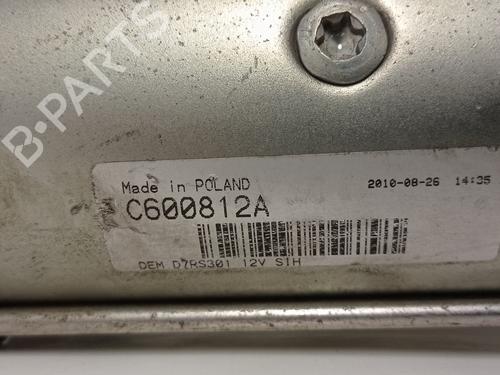 B-PARTS
Made in POLAND
2010-08-26 14:35
C600812A
DEM D7RS301 12V SIH